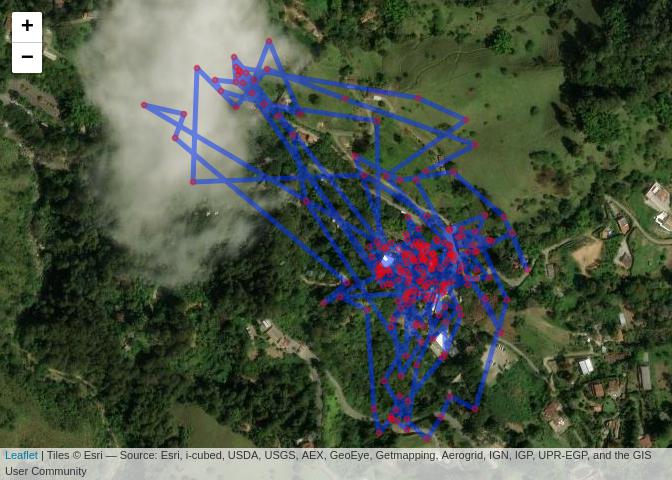 +
−
Leaflet | Tiles © Esri — Source: Esri, i-cubed, USDA, USGS, AEX, GeoEye, Getmapping, Aerogrid, IGN, IGP, UPR-EGP, and the GIS
User Community